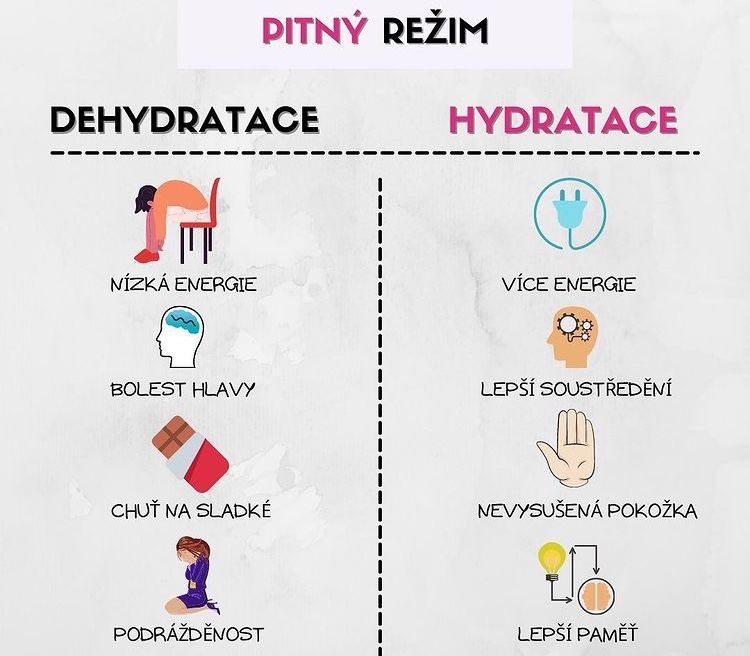 PITNÝ REŽIM
DEHYDRATACE
NÍZKÁ ENERGIE
BOLEST HLAVY
CHUŤ NA SLADKÉ
PODRÁŽDĚNOST
HYDRATACE
VÍCE ENERGIE
LEPŠÍ SOUSTŘEDĚNÍ
NEVYSUŠENÁ POKOŽKA
LEPŠÍ PAMĚŤ